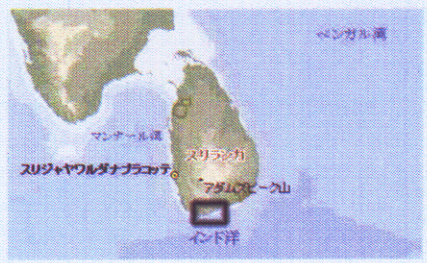 ベンガル湾
マンナール湾
スリランカ
スリジャヤワルダナプラコッテ
アダムスピーク山
インド洋